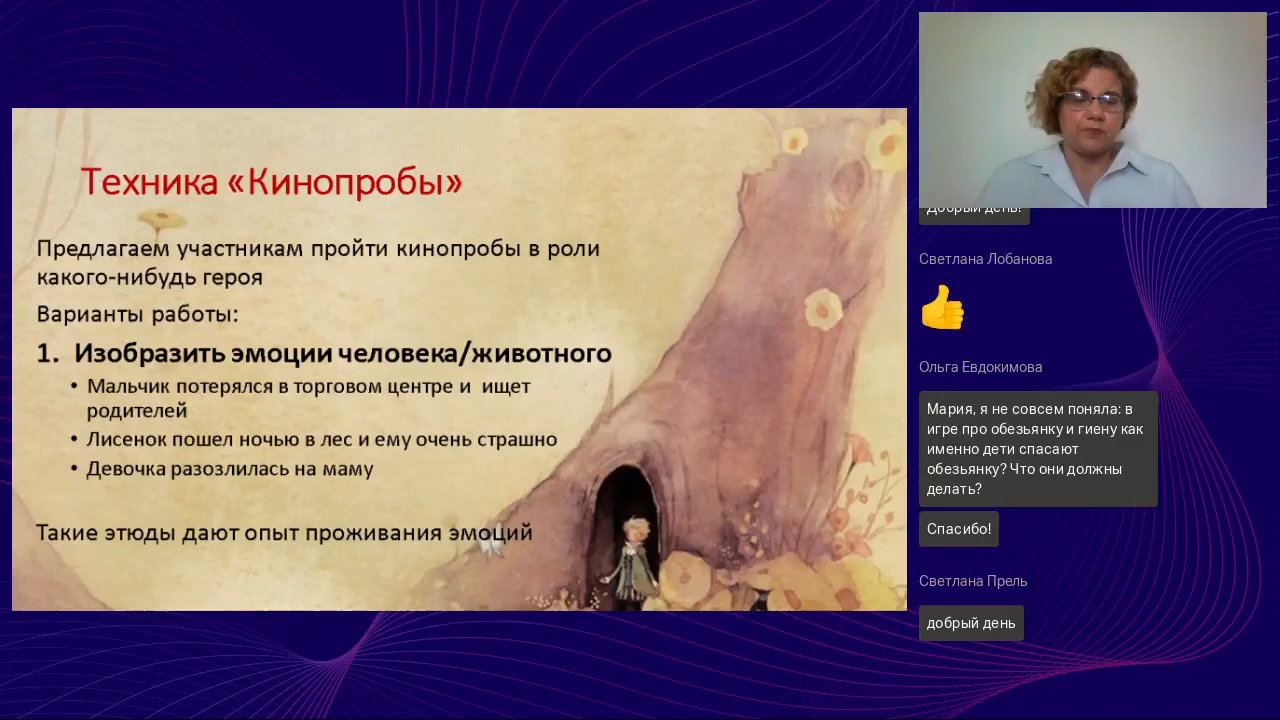 Техника «Кинопробы»
Предлагаем участникам пройти кинопробы в роли
какого-нибудь героя
Варианты работы:
1. Изобразить эмоции человека/животного
• Мальчик потерялся в торговом центре и ищет
родителей
• Лисенок пошел ночью в лес и ему очень страшно
• Девочка разозлилась на маму
Такие этюды дают опыт проживания эмоций
Добрый день!
Светлана Лобанова
Ольга Евдокимова
Мария, я не совсем поняла: в
игре про обезьянку и гиену как
именно дети спасают
обезьянку? Что они должны
делать?
Спасибо!
Светлана Прель
добрый день